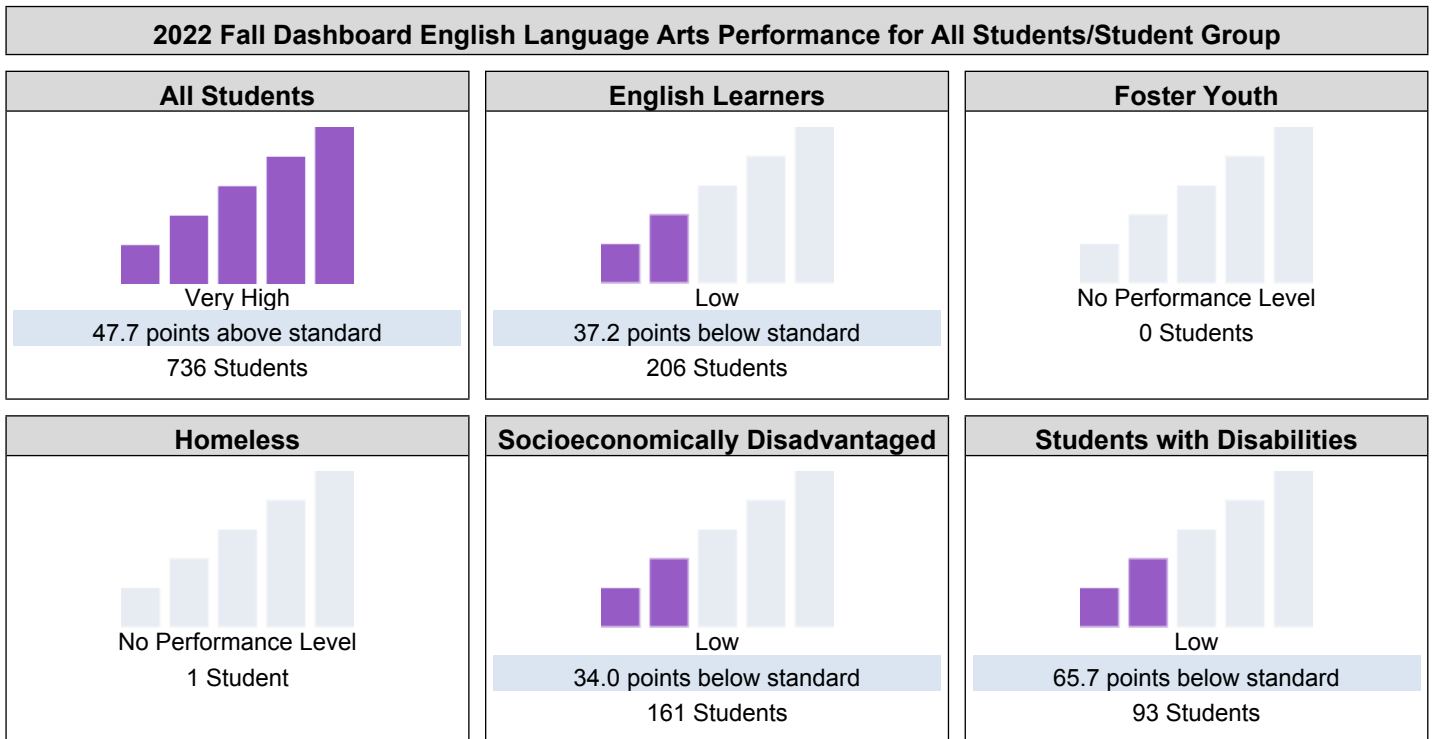 2022 Fall Dashboard English Language Arts Performance for All Students/Student Group
All Students
Very High
47.7 points above standard
736 Students
English Learners
Low
37.2 points below standard
206 Students
Foster Youth
No Performance Level
0 Students
Homeless
No Performance Level
1 Student
Socioeconomically Disadvantaged
Low
34.0 points below standard
161 Students
Students with Disabilities
Low
65.7 points below standard
93 Students